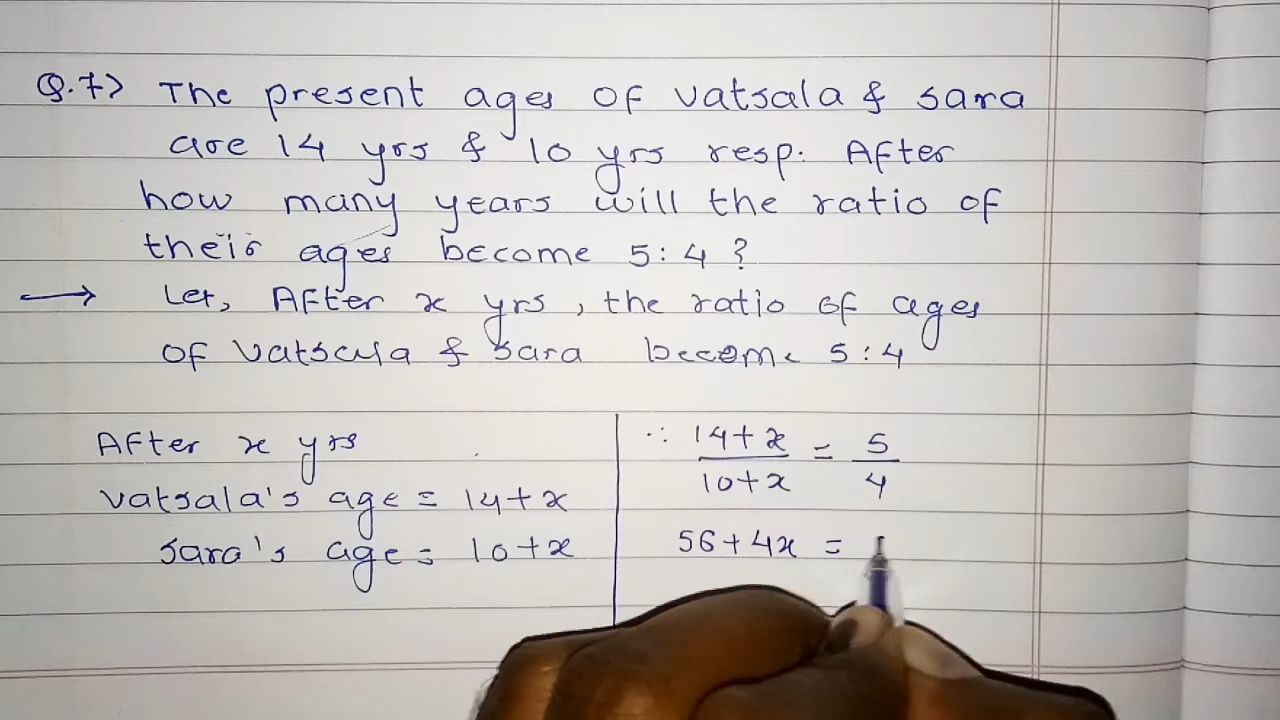 Q.7> The present ages of Vatsala & Sara
are 14 yrs & 10 yrs resp. After
how many years will the ratio of
their ages become 5:4?
→ Let, After x yrs, the ratio of ages
of Vatsala & Sara become 5:4
After x yrs
Vatsala's age = 14+x
Sara's age = 10+x
∴ 14+x / 10+x = 5 / 4
56+4x =